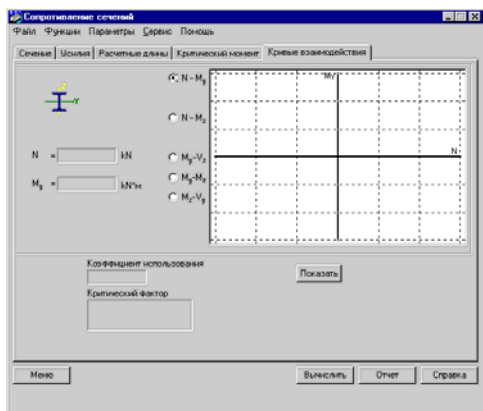 Сопротивление сечений
Файл Функции Параметры Сервис Помощь
Сечение Усилия Расчетные длины Критический момент Кривые взаимодействия
N - My
My
Y
N - Mz
N = kN
N
My-Vz
My = kN*м
My-Mz
Mz-Vy
Коэффициент использования
Показать
Критический фактор
Меню Вычислить Отчет Справка